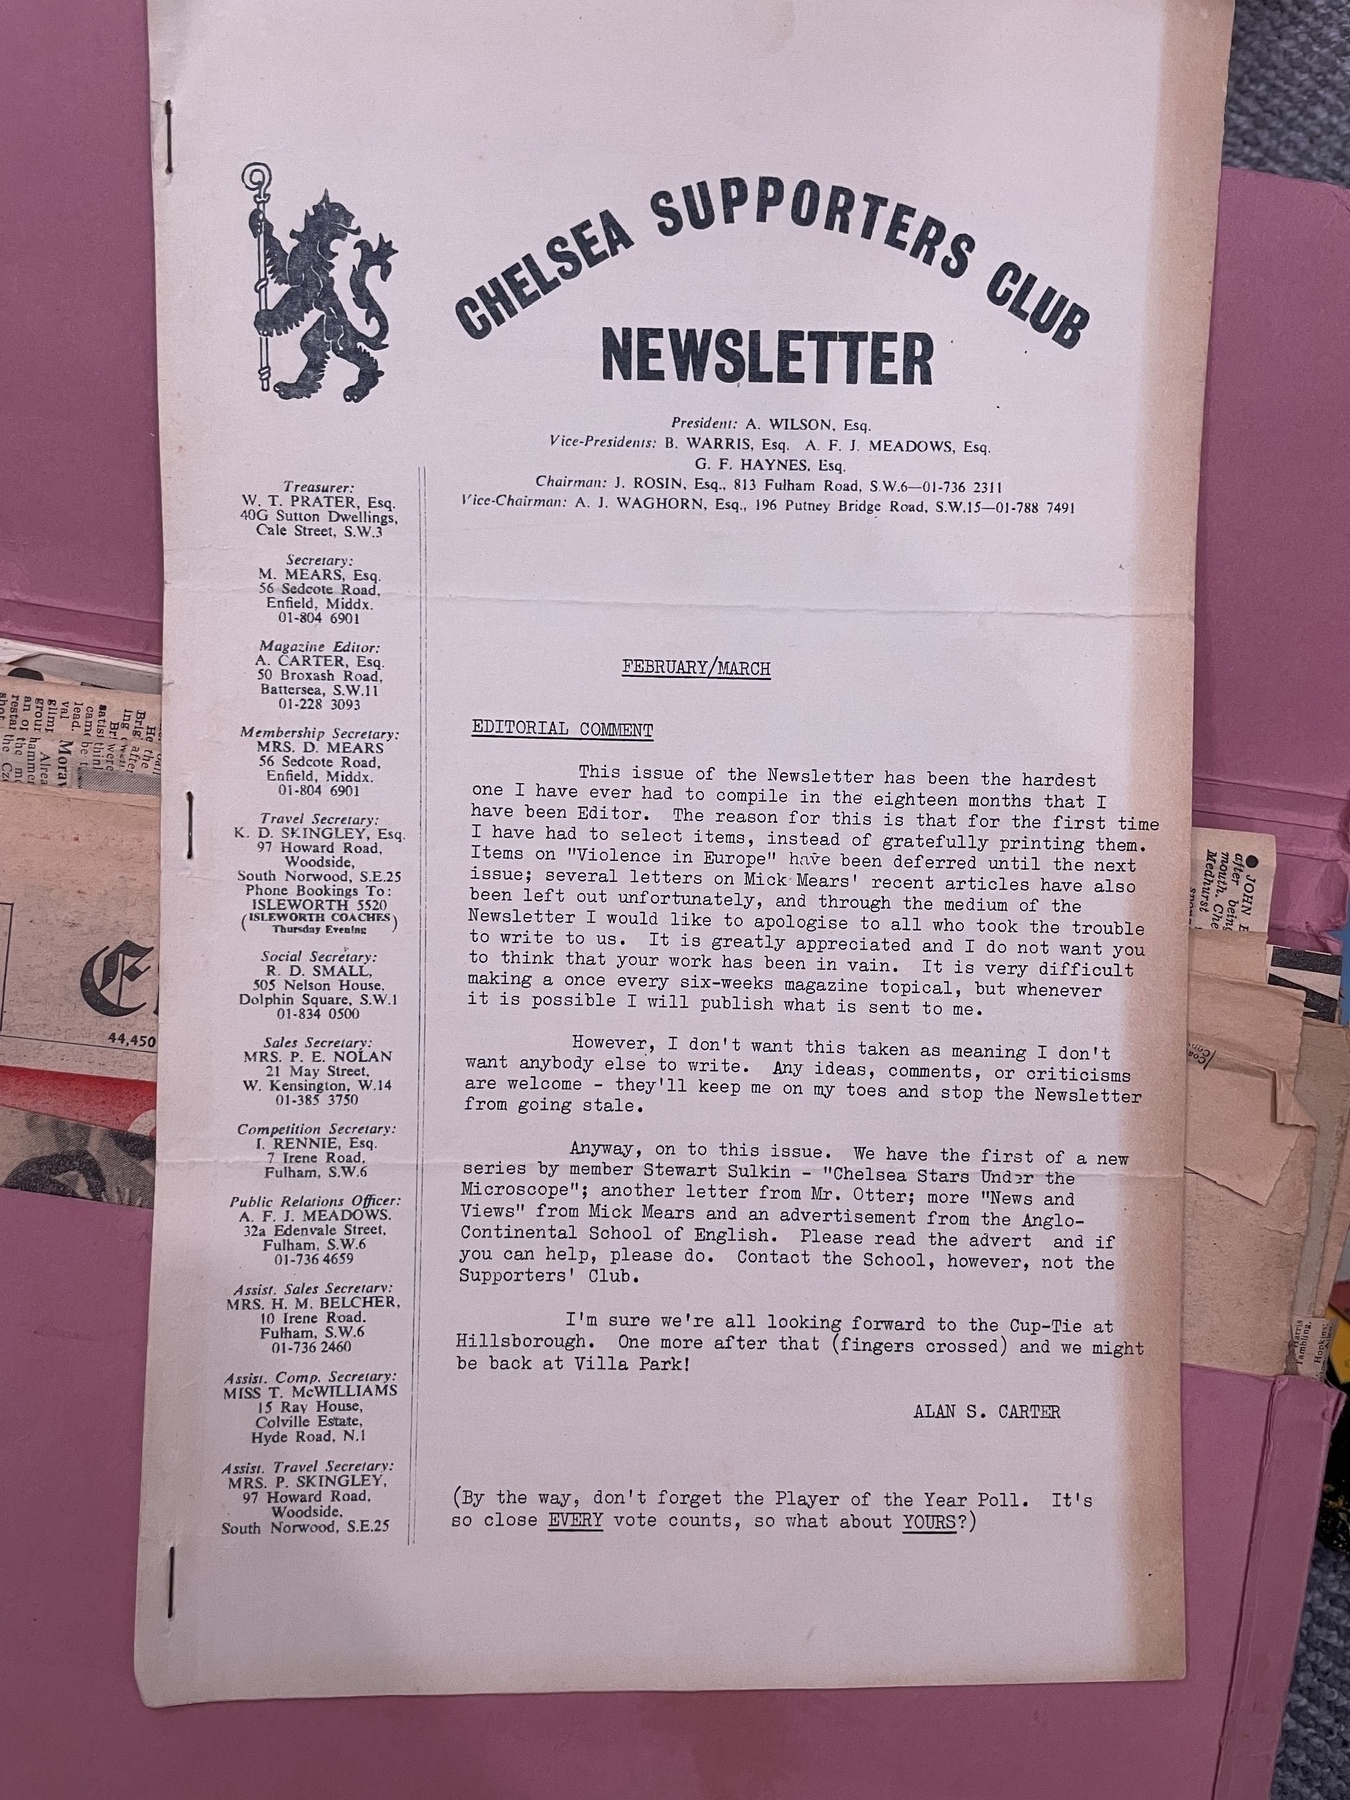 CHELSEA SUPPORTERS CLUB
NEWSLETTER
President: A. WILSON, Esq.
Vice-Presidents: B. WARRIS, Esq. A. F. J. MEADOWS, Esq.
G. F. HAYNES, Esq.
Chairman: J. ROSIN, Esq., 813 Fulham Road, S.W.6—01-736 2311
Vice-Chairman: A. J. WAGHORN, Esq., 196 Putney Bridge Road, S.W.15—01-788 7491
Treasurer:
W. T. PRATER, Esq.
40G Sutton Dwellings,
Cale Street, S.W.3
Secretary:
M. MEARS, Esq.
56 Sedcote Road,
Enfield, Middx.
01-804 6901
Magazine Editor:
A. CARTER, Esq.
50 Broxash Road,
Battersea, S.W.11
01-228 3093
Membership Secretary:
MRS. D. MEARS
56 Sedcote Road,
Enfield, Middx.
01-804 6901
Travel Secretary:
K. D. SKINGLEY, Esq.
97 Howard Road,
Woodside,
South Norwood, S.E.25
Phone Bookings To:
ISLEWORTH 5520
(ISLEWORTH COACHES)
Thursday Evening
Social Secretary:
R. D. SMALL,
505 Nelson House,
Dolphin Square, S.W.1
01-834 0500
Sales Secretary:
MRS. P. E. NOLAN
21 May Street,
W. Kensington, W.14
01-385 3750
Competition Secretary:
I. RENNIE, Esq.
7 Irene Road,
Fulham, S.W.6
Public Relations Officer:
A. F. J. MEADOWS.
32a Edenvale Street,
Fulham, S.W.6
01-736 4659
Assist. Sales Secretary:
MRS. H. M. BELCHER,
10 Irene Road.
Fulham, S.W.6
01-736 2460
Assist. Comp. Secretary:
MISS T. McWILLIAMS
15 Ray House,
Colville Estate,
Hyde Road, N.1
Assist. Travel Secretary:
MRS. P. SKINGLEY,
97 Howard Road,
Woodside,
South Norwood, S.E.25
FEBRUARY/MARCH
EDITORIAL COMMENT
This issue of the Newsletter has been the hardest
one I have ever had to compile in the eighteen months that I
have been Editor. The reason for this is that for the first time
I have had to select items, instead of gratefully printing them.
Items on "Violence in Europe" have been deferred until the next
issue; several letters on Mick Mears' recent articles have also
been left out unfortunately, and through the medium of the
Newsletter I would like to apologise to all who took the trouble
to write to us. It is greatly appreciated and I do not want you
to think that your work has been in vain. It is very difficult
making a once every six-weeks magazine topical, but whenever
it is possible I will publish what is sent to me.
However, I don't want this taken as meaning I don't
want anybody else to write. Any ideas, comments, or criticisms
are welcome - they'll keep me on my toes and stop the Newsletter
from going stale.
Anyway, on to this issue. We have the first of a new
series by member Stewart Sulkin - "Chelsea Stars Under the
Microscope"; another letter from Mr. Otter; more "News and
Views" from Mick Mears and an advertisement from the Anglo-
Continental School of English. Please read the advert and if
you can help, please do. Contact the School, however, not the
Supporters' Club.
I'm sure we're all looking forward to the Cup-Tie at
Hillsborough. One more after that (fingers crossed) and we might
be back at Villa Park!
ALAN S. CARTER
(By the way, don't forget the Player of the Year Poll. It's
so close EVERY vote counts, so what about YOURS?)
44,450
JOHN
after being
mouth. Che
Medhurst